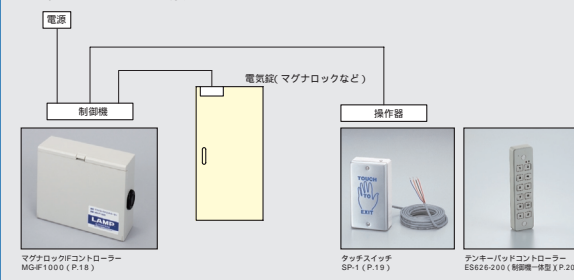 電源
電気錠(マグナロックなど)
制御機
操作器
LAMP
TOUCH
TO
EXIT
マグナロックIFコントローラー
MG-IF1000(P.18)
タッチスイッチ
SP-1(P.19)
テンキーパッドコントローラー
ES626-200(制御機一体型)(P.20